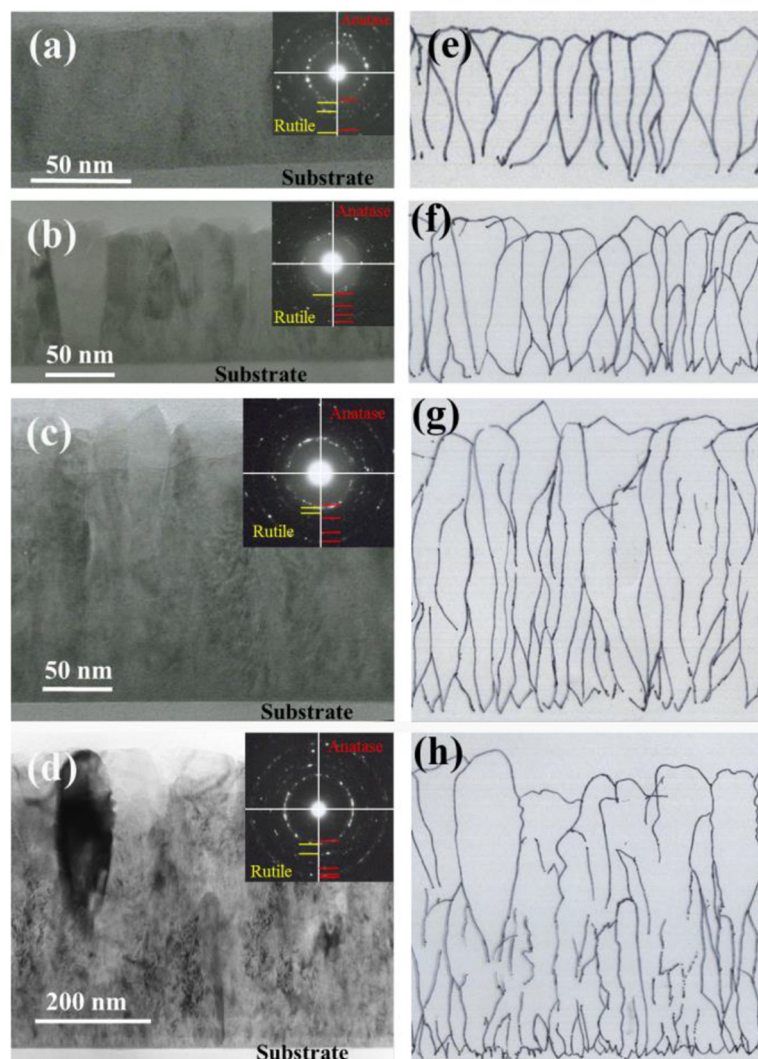 (a)
Anatase
Rutile
50 nm
Substrate
(e)
(b)
Anatase
Rutile
50 nm
Substrate
(f)
(c)
Anatase
Rutile
50 nm
Substrate
(g)
(d)
Anatase
Rutile
200 nm
Substrate
(h)